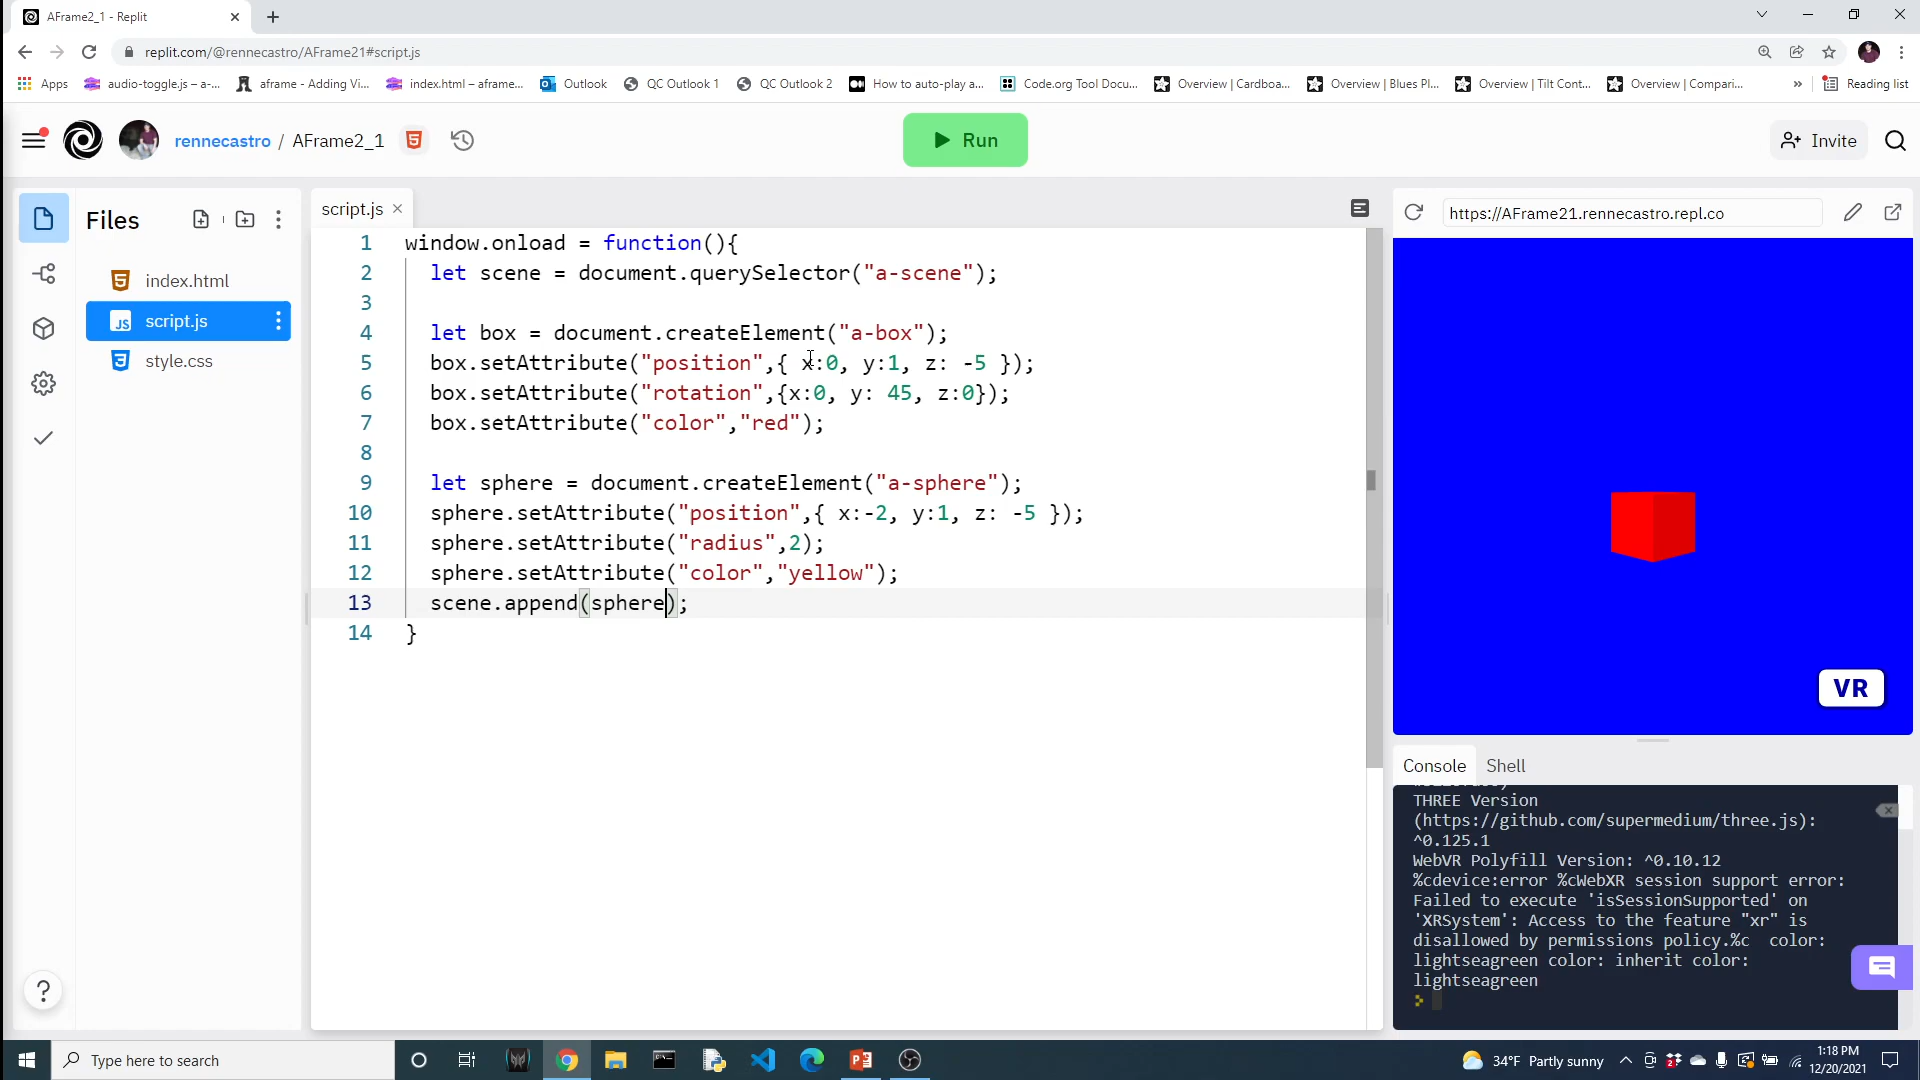 AFrame2_1 - Replit
replit.com/@rennecastro/AFrame21#script.js
Apps audio-toggle.js – a-... aframe - Adding Vi... index.html – aframe... Outlook QC Outlook 1 QC Outlook 2 How to auto-play a... Code.org Tool Docu... Overview | Cardboa... Overview | Blues Pl... Overview | Tilt Cont... Overview | Compari... » Reading list
rennecastro / AFrame2_1
Run
Invite
Files
index.html
script.js
style.css
script.js
1 window.onload = function(){
2 let scene = document.querySelector("a-scene");
3
4 let box = document.createElement("a-box");
5 box.setAttribute("position",{ x:0, y:1, z: -5 });
6 box.setAttribute("rotation",{x:0, y: 45, z:0});
7 box.setAttribute("color","red");
8
9 let sphere = document.createElement("a-sphere");
10 sphere.setAttribute("position",{ x:-2, y:1, z: -5 });
11 sphere.setAttribute("radius",2);
12 sphere.setAttribute("color","yellow");
13 scene.append(sphere);
14 }
https://AFrame21.rennecastro.repl.co
VR
Console Shell
THREE Version
(https://github.com/supermedium/three.js):
^0.125.1
WebVR Polyfill Version: ^0.10.12
%cdevice:error %cWebXR session support error:
Failed to execute 'isSessionSupported' on
'XRSystem': Access to the feature "xr" is
disallowed by permissions policy.%c color:
lightseagreen color: inherit color:
lightseagreen
?
Type here to search
34°F Partly sunny
1:18 PM
12/20/2021